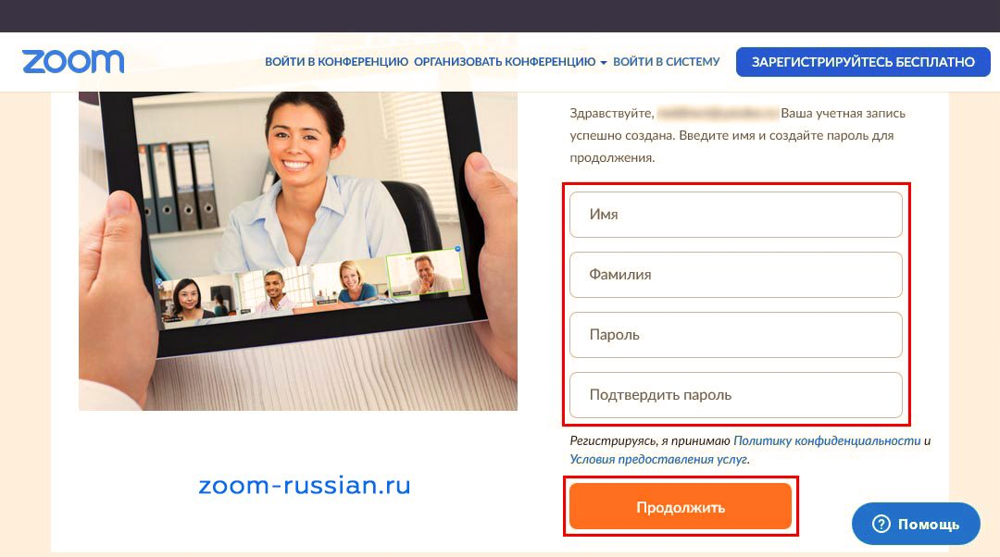 zoom
ВОЙТИ В КОНФЕРЕНЦИЮ ОРГАНИЗОВАТЬ КОНФЕРЕНЦИЮ ВОЙТИ В СИСТЕМУ ЗАРЕГИСТРИРУЙТЕСЬ БЕСПЛАТНО
Здравствуйте, Ваша учетная запись
успешно создана. Введите имя и создайте пароль для
продолжения.
Имя
Фамилия
Пароль
Подтвердить пароль
Регистрируясь, я принимаю Политику конфиденциальности и
Условия предоставления услуг.
zoom-russian.ru
Продолжить
Помощь